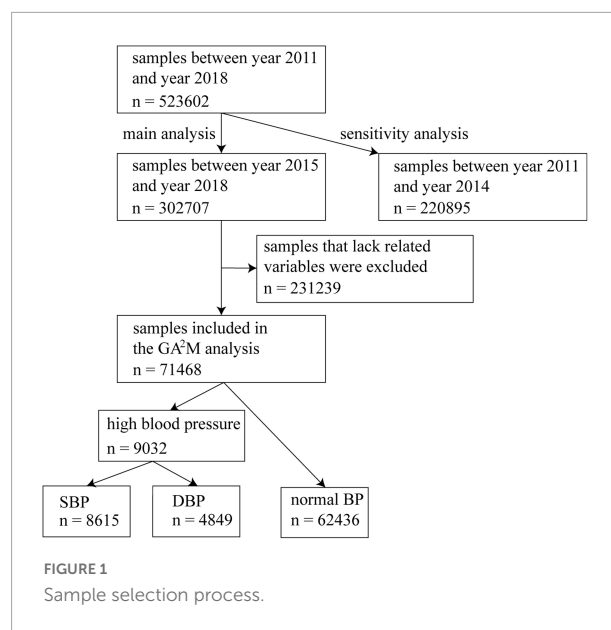 samples between year 2011
and year 2018
n = 523602
main analysis
sensitivity analysis
samples between year 2015
and year 2018
n = 302707
samples between year 2011
and year 2014
n = 220895
samples that lack related
variables were excluded
n = 231239
samples included in
the GA²M analysis
n = 71468
high blood pressure
n = 9032
SBP
n = 8615
DBP
n = 4849
normal BP
n = 62436
FIGURE 1
Sample selection process.